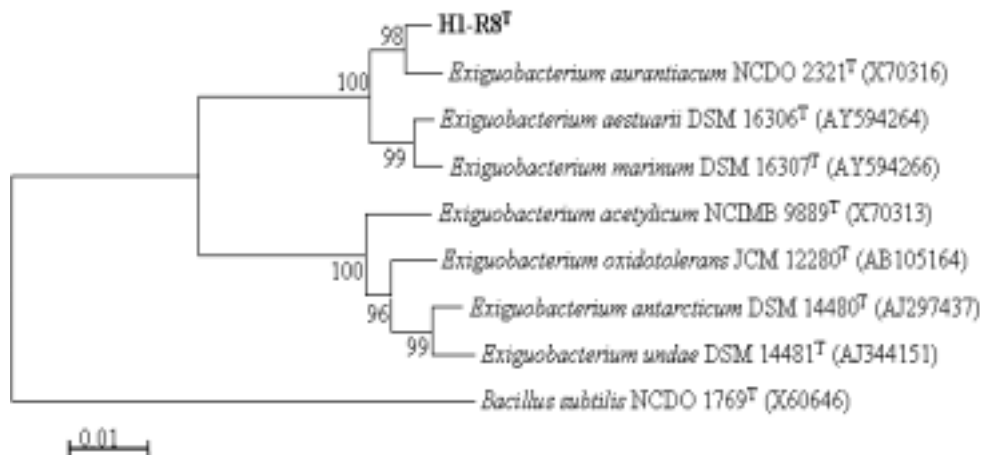 H1-R8ᵀ
98
Exiguobacterium aurantiacum NCDO 2321ᵀ (X70316)
100
Exiguobacterium aestuarii DSM 16306ᵀ (AY594264)
99
Exiguobacterium marinum DSM 16307ᵀ (AY594266)
Exiguobacterium acetylicum NCIMB 9889ᵀ (X70313)
100
Exiguobacterium oxidotolerans JCM 12280ᵀ (AB105164)
96
Exiguobacterium antarcticum DSM 14480ᵀ (AJ297437)
99
Exiguobacterium undae DSM 14481ᵀ (AJ344151)
Bacillus subtilis NCDO 1769ᵀ (X60646)
0.01